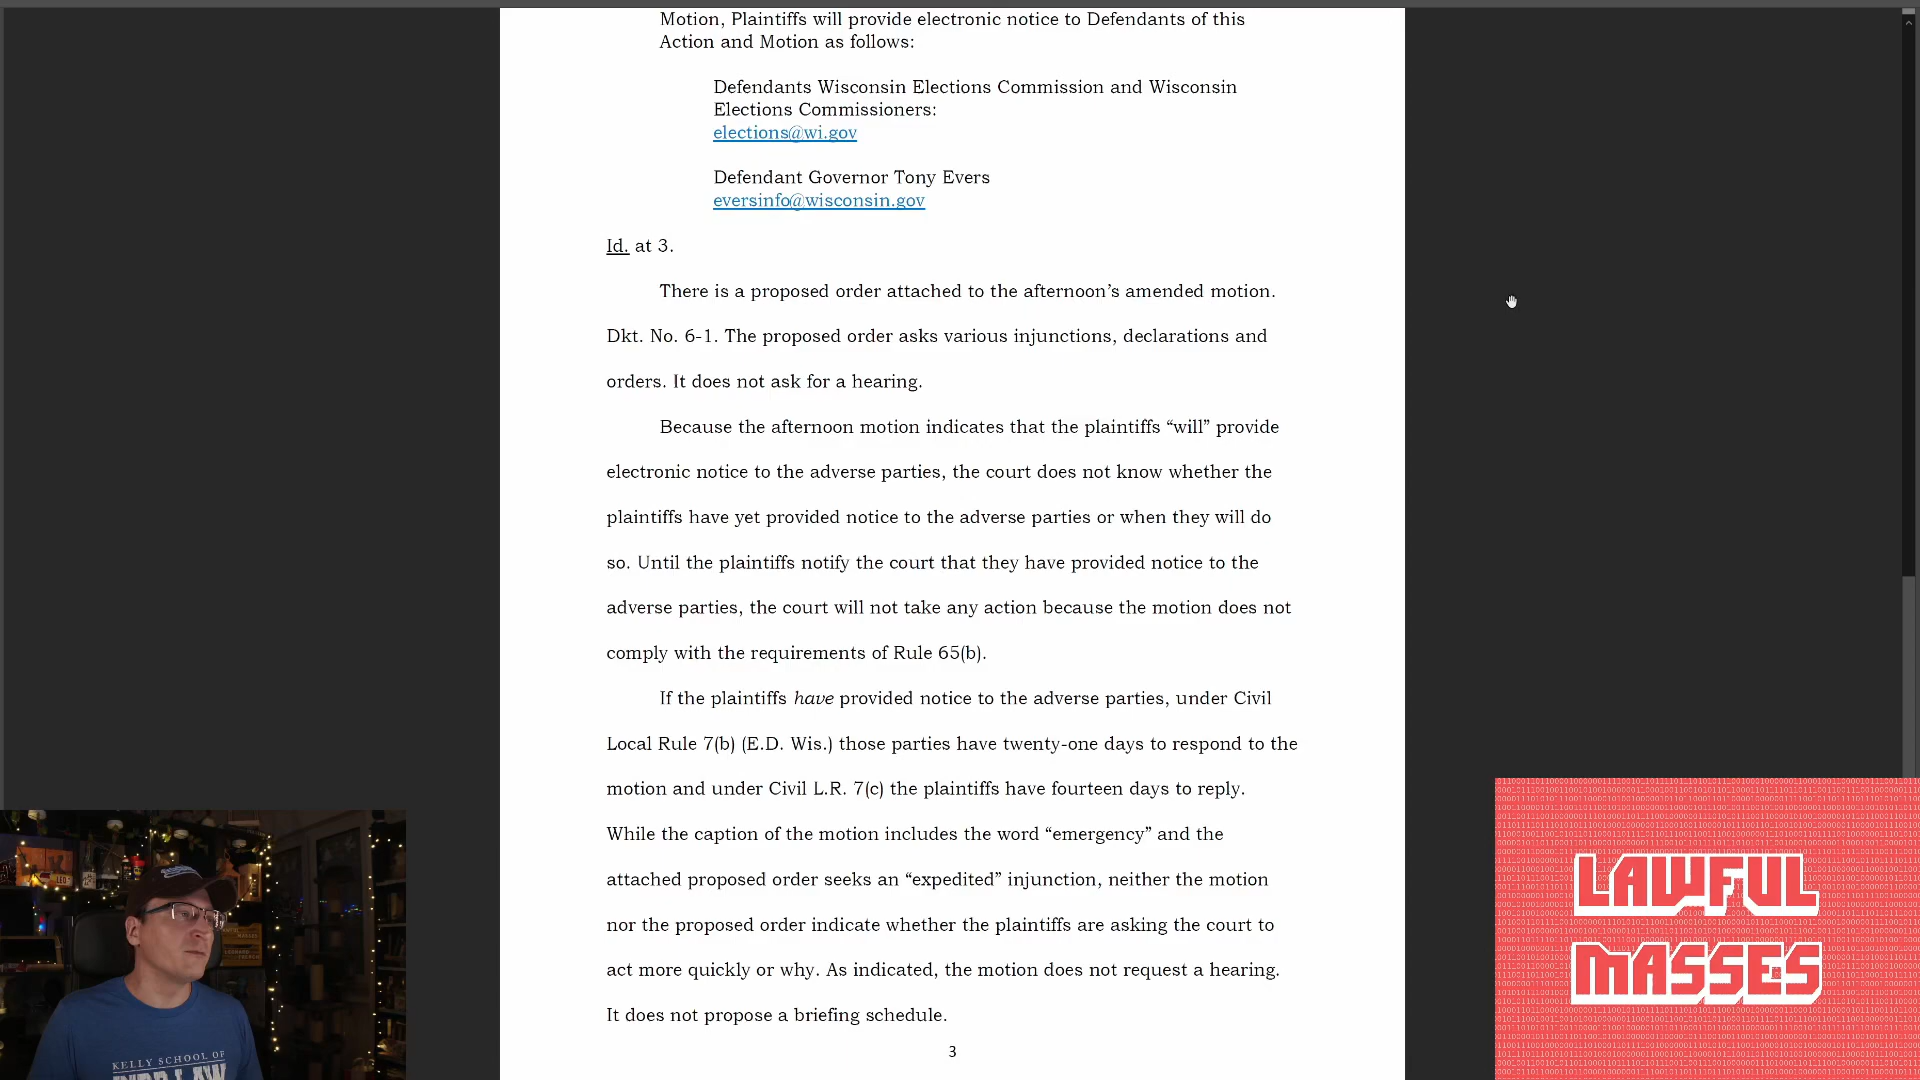 Motion, Plaintiffs will provide electronic notice to Defendants of this
Action and Motion as follows:
Defendants Wisconsin Elections Commission and Wisconsin
Elections Commissioners:
elections@wi.gov
Defendant Governor Tony Evers
eversinfo@wisconsin.gov
Id. at 3.
There is a proposed order attached to the afternoon’s amended motion.
Dkt. No. 6-1. The proposed order asks various injunctions, declarations and
orders. It does not ask for a hearing.
Because the afternoon motion indicates that the plaintiffs “will” provide
electronic notice to the adverse parties, the court does not know whether the
plaintiffs have yet provided notice to the adverse parties or when they will do
so. Until the plaintiffs notify the court that they have provided notice to the
adverse parties, the court will not take any action because the motion does not
comply with the requirements of Rule 65(b).
If the plaintiffs have provided notice to the adverse parties, under Civil
Local Rule 7(b) (E.D. Wis.) those parties have twenty-one days to respond to the
motion and under Civil L.R. 7(c) the plaintiffs have fourteen days to reply.
While the caption of the motion includes the word “emergency” and the
attached proposed order seeks an “expedited” injunction, neither the motion
nor the proposed order indicate whether the plaintiffs are asking the court to
act more quickly or why. As indicated, the motion does not request a hearing.
It does not propose a briefing schedule.
3
KELLY SCHOOL OF
LAW
LAWFUL
MASSES